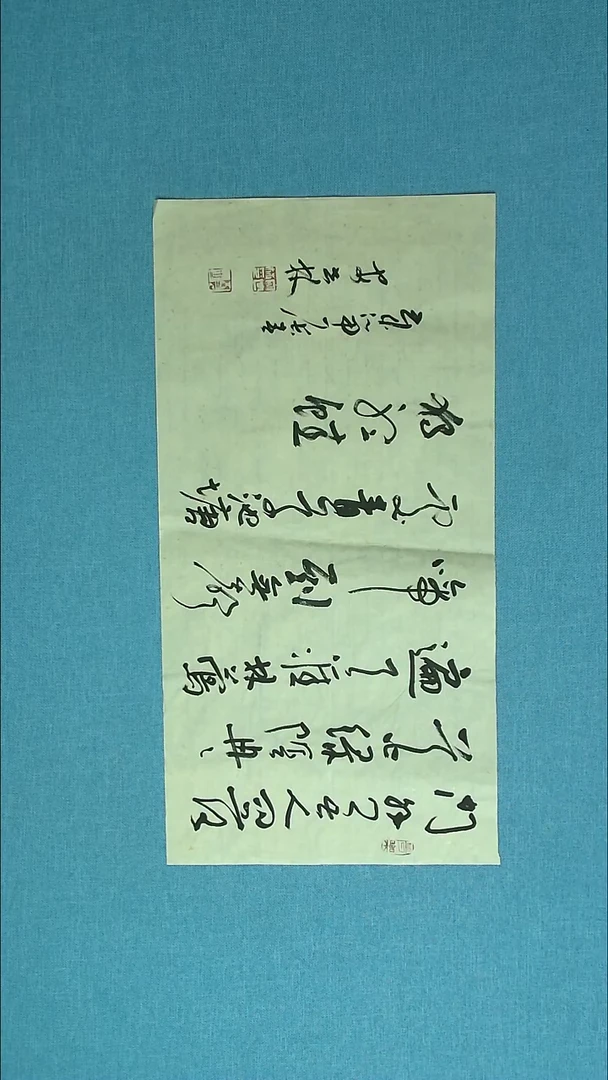 门外无人问落
花绿阴冉冉
遍天涯林莺
啼到无声
处青草池塘
独听蛙